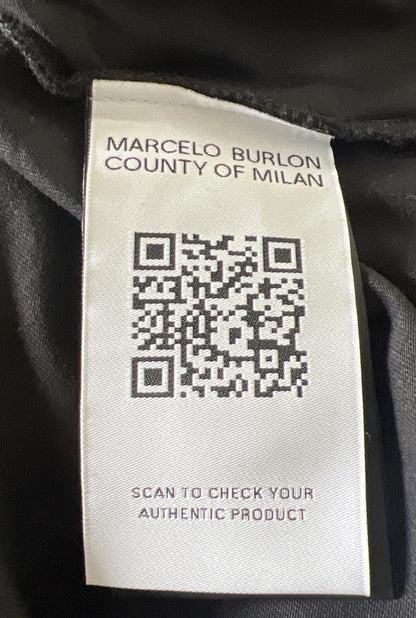 MARCELO BURLON
COUNTY OF MILAN
SCAN TO CHECK YOUR
AUTHENTIC PRODUCT